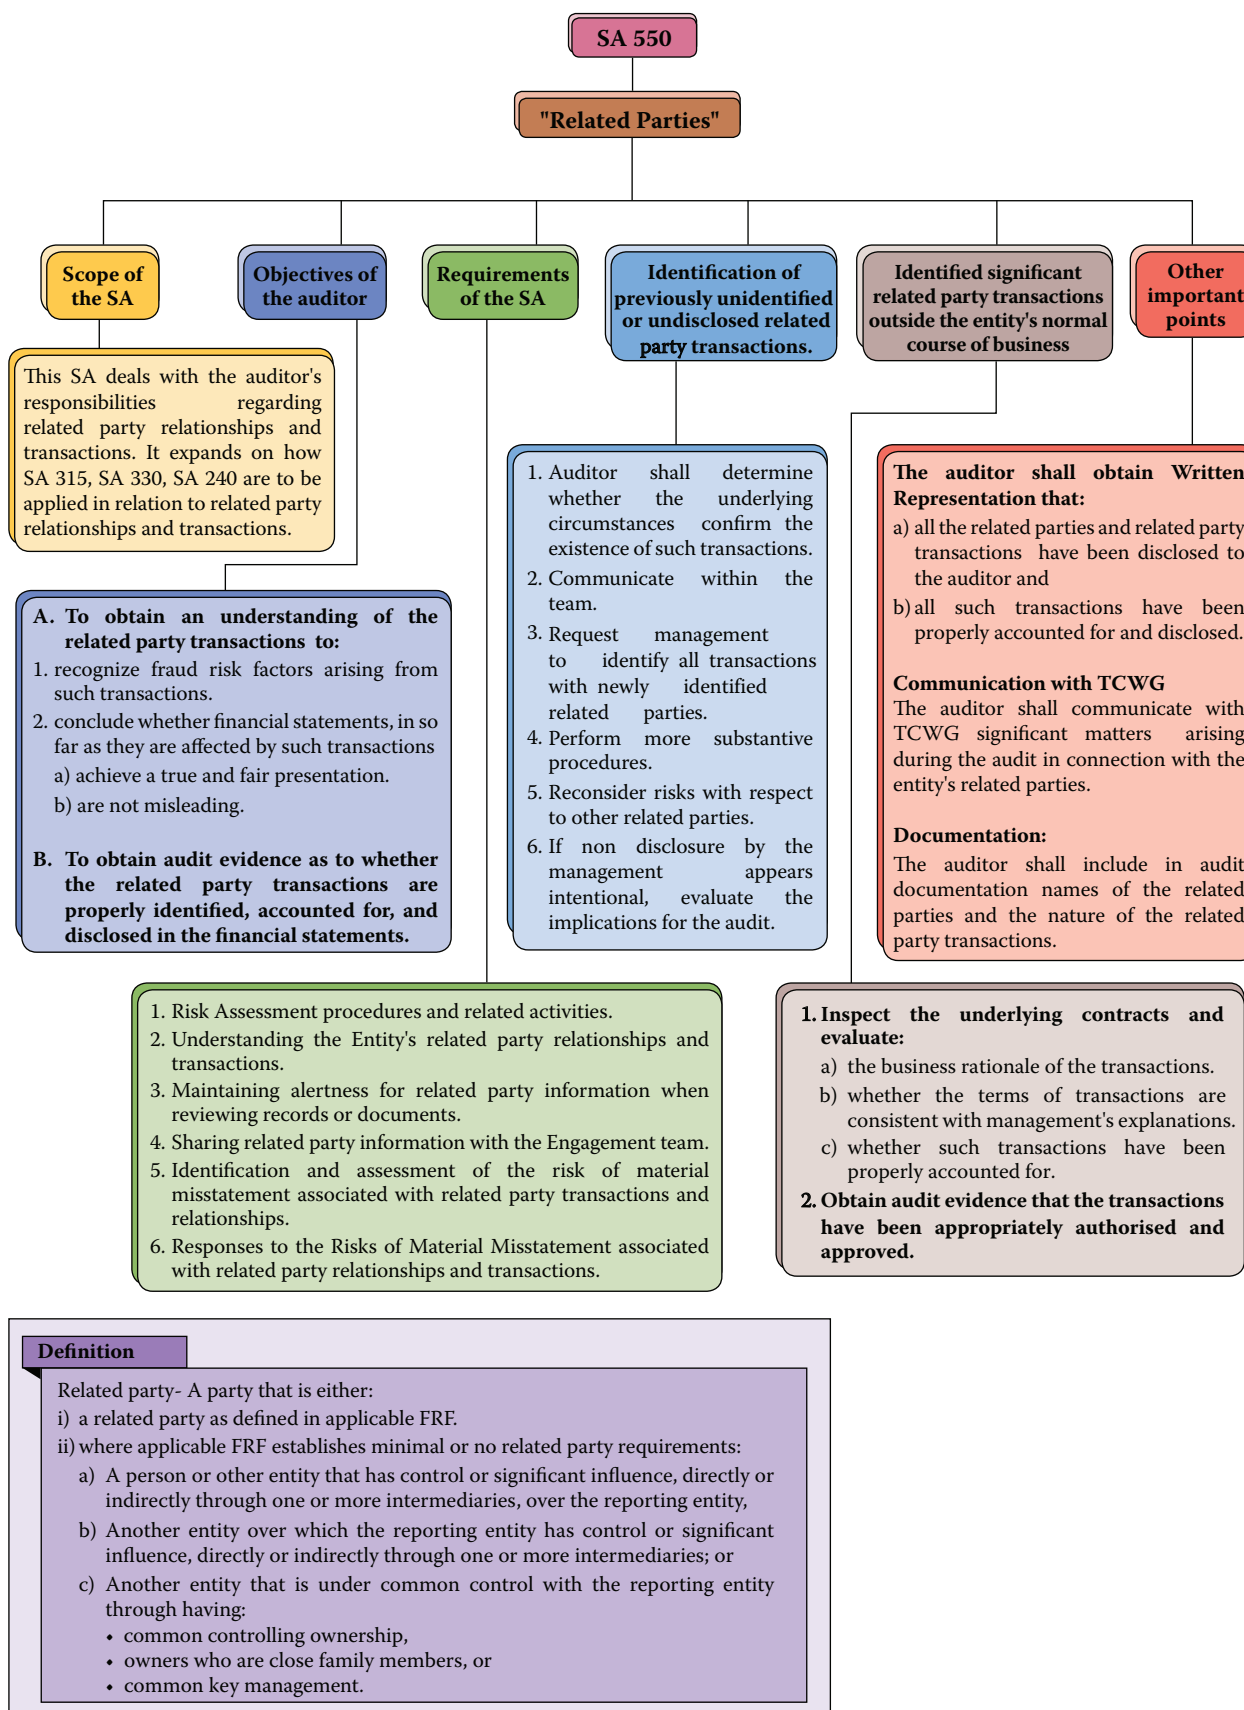 SA 550
"Related Parties"
Scope of
the SA
Objectives of
the auditor
Requirements
of the SA
Identification of
previously unidentified
or undisclosed related
party transactions.
Identified significant
related party transactions
outside the entity's normal
course of business
Other
important
points
This SA deals with the auditor's
responsibilities regarding
related party relationships and
transactions. It expands on how
SA 315, SA 330, SA 240 are to be
applied in relation to related party
relationships and transactions.
A. To obtain an understanding of the
related party transactions to:
1. recognize fraud risk factors arising from
such transactions.
2. conclude whether financial statements, in so
far as they are affected by such transactions
a) achieve a true and fair presentation.
b) are not misleading.
B. To obtain audit evidence as to whether
the related party transactions are
properly identified, accounted for, and
disclosed in the financial statements.
1. Auditor shall determine
whether the underlying
circumstances confirm the
existence of such transactions.
2. Communicate within the
team.
3. Request management
to identify all transactions
with newly identified
related parties.
4. Perform more substantive
procedures.
5. Reconsider risks with respect
to other related parties.
6. If non disclosure by the
management appears
intentional, evaluate the
implications for the audit.
The auditor shall obtain Written
Representation that:
a) all the related parties and related party
transactions have been disclosed to
the auditor and
b) all such transactions have been
properly accounted for and disclosed.
Communication with TCWG
The auditor shall communicate with
TCWG significant matters arising
during the audit in connection with the
entity's related parties.
Documentation:
The auditor shall include in audit
documentation names of the related
parties and the nature of the related
party transactions.
1. Risk Assessment procedures and related activities.
2. Understanding the Entity's related party relationships and
transactions.
3. Maintaining alertness for related party information when
reviewing records or documents.
4. Sharing related party information with the Engagement team.
5. Identification and assessment of the risk of material
misstatement associated with related party transactions and
relationships.
6. Responses to the Risks of Material Misstatement associated
with related party relationships and transactions.
1. Inspect the underlying contracts and
evaluate:
a) the business rationale of the transactions.
b) whether the terms of transactions are
consistent with management's explanations.
c) whether such transactions have been
properly accounted for.
2. Obtain audit evidence that the transactions
have been appropriately authorised and
approved.
Definition
Related party- A party that is either:
i) a related party as defined in applicable FRF.
ii) where applicable FRF establishes minimal or no related party requirements:
a) A person or other entity that has control or significant influence, directly or
indirectly through one or more intermediaries, over the reporting entity,
b) Another entity over which the reporting entity has control or significant
influence, directly or indirectly through one or more intermediaries; or
c) Another entity that is under common control with the reporting entity
through having:
• common controlling ownership,
• owners who are close family members, or
• common key management.